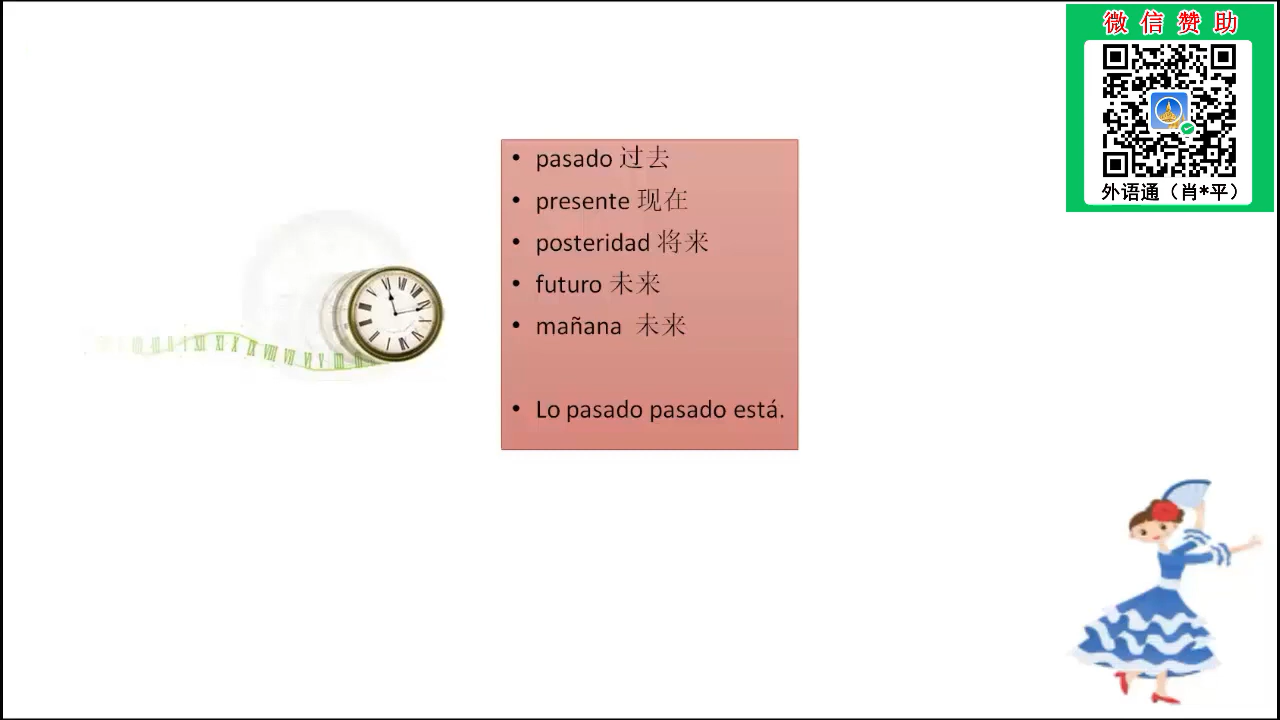 微信赞助
外语通（肖*平）
• pasado 过去
• presente 现在
• posteridad 将来
• futuro 未来
• mañana 未来
• Lo pasado pasado está.